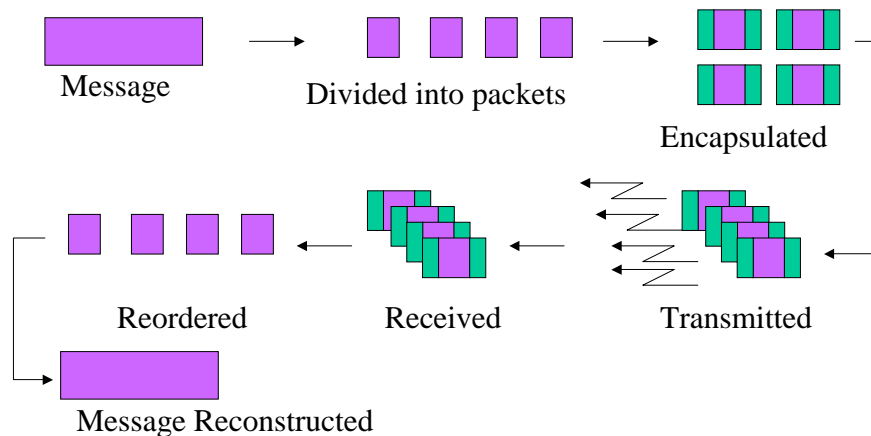 Message
Divided into packets
Encapsulated
Reordered
Received
Transmitted
Message Reconstructed